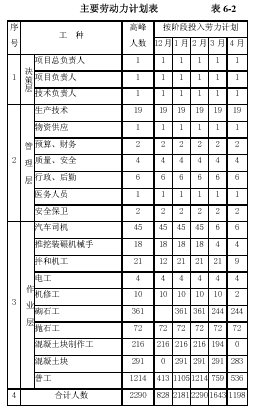 主要劳动力计划表 表 6-2
序号 工 种 高峰人数 按阶段投入劳力计划
12月 1月 2月 3月 4月
1 决策层 项目总负责人 1 1 1 1 1 1
项目负责人 1 1 1 1 1 1
技术负责人 1 1 1 1 1 1
2 管理层 生产技术 19 19 19 19 19 19
物资供应 1 1 1 1 1 1
预算、财务 2 2 2 2 2 2
质量、安全 4 4 4 4 4 4
行政、后勤 6 6 6 6 6 6
医务人员 1 1 1 1 1 1
安全保卫 2 2 2 2 2 2
3 作业层 汽车司机 45 45 45 45 6 6
推挖装碾机械手 18 18 18 18 4 4
拌和机工 21 12 21 21 21 9
电工 4 4 4 4 4 4
机修工 10 10 10 10 10 2
砌石工 361 361 361 244 244
抛石工 72 72 72 72 72 72
混凝土块制作工 216 216 216 216 194 0
混凝土块 291 0 291 291 291 283
普工 1214 413 1105 1214 759 536
4 合计人数 2290 828 2181 2290 1643 1198